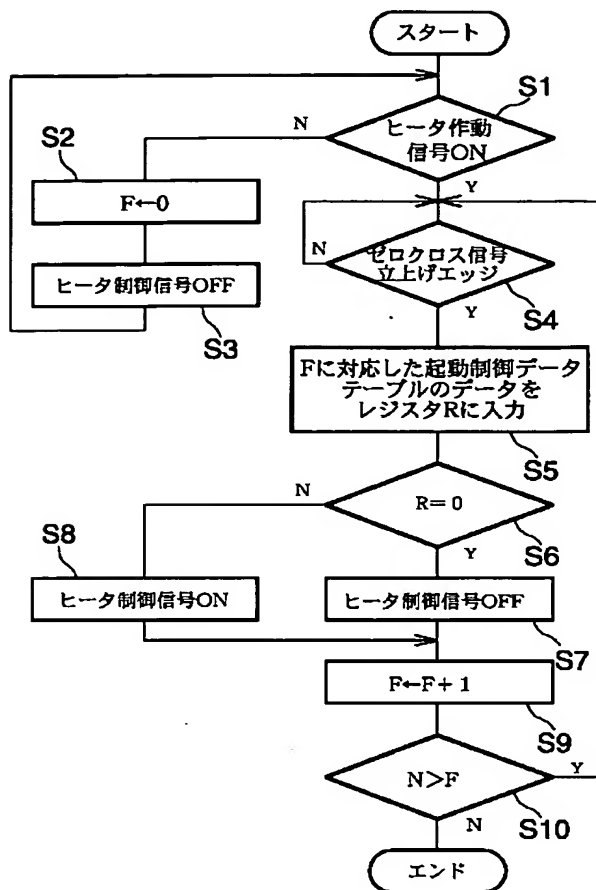 スタート
S1
ヒータ作動
信号ON
N
Y
S2
F←0
ヒータ制御信号OFF
S3
ゼロクロス信号
立上げエッジ
N
Y
S4
Fに対応した起動制御データ
テーブルのデータを
レジスタRに入力
S5
R=0
N
Y
S6
S8
ヒータ制御信号ON
ヒータ制御信号OFF
S7
F←F+1
S9
N>F
Y
N
S10
エンド